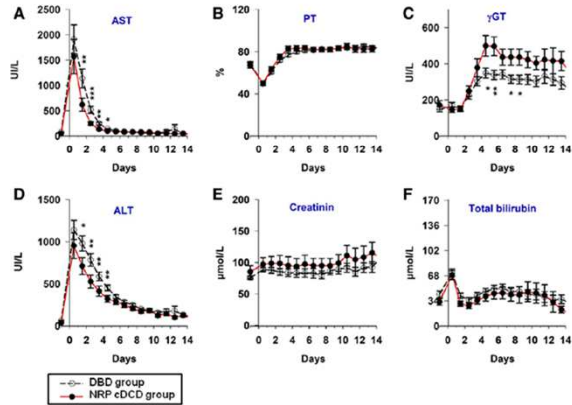 A AST
UI/L
2500
2000
1500
1000
500
0
0 2 4 6 8 10 12 14
Days
B PT
%
120
80
40
0
0 2 4 6 8 10 12 14
Days
C γGT
UI/L
600
400
200
0
0 2 4 6 8 10 12 14
Days
D ALT
UI/L
1500
1000
500
0
0 2 4 6 8 10 12 14
Days
E Creatinin
µmol/L
200
150
100
50
0
0 2 4 6 8 10 12 14
Days
F Total bilirubin
µmol/L
170
136
102
68
34
0
0 2 4 6 8 10 12 14
Days
DBD group
NRP cDCD group